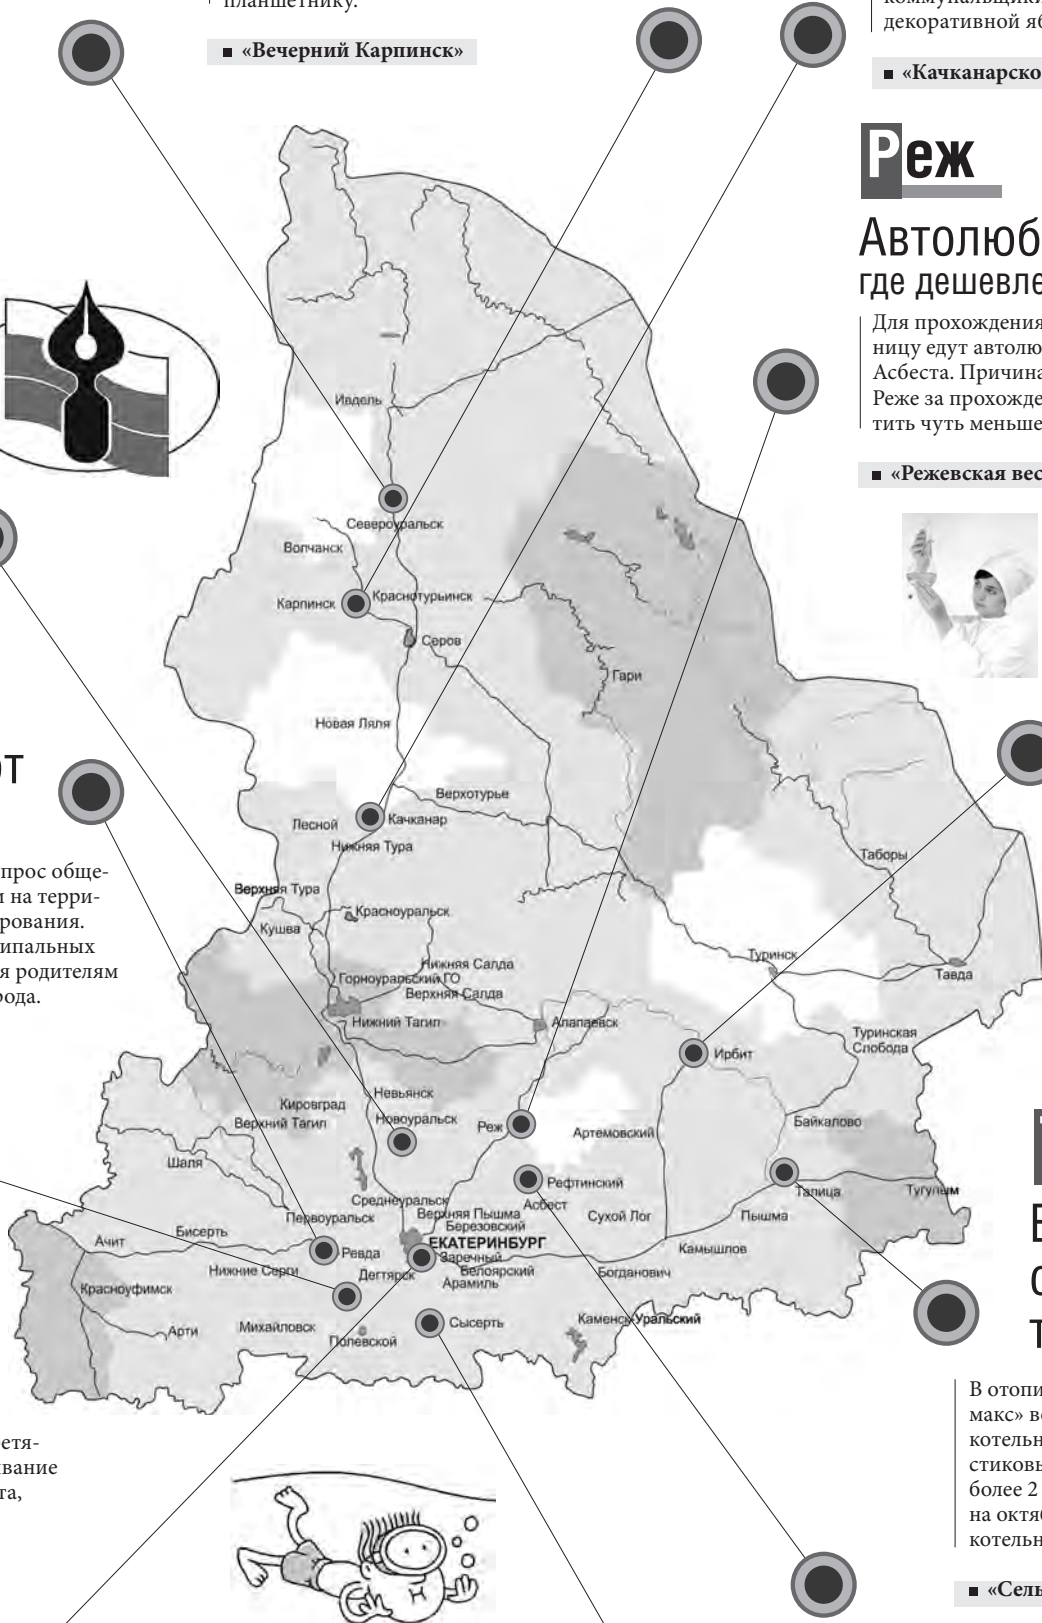 планшетнику.
■ «Вечерний Карпинск»
декоративной яб
■ «Качканарско
Реж
Автолюб
где дешевле
Для прохождения
ницу едут автолю
Асбеста. Причина
Реже за прохожде
тить чуть меньше
■ «Режевская вес
Ивдель
Североуральск
Волчанск
Карпинск
Краснотурьинск
Серов
Гари
Новая Ляля
Верхотурье
Лесной
Качканар
Нижняя Тура
Таборы
Верхняя Тура
Красноуральск
Кушва
Туринск
Нижняя Салда
Горноуральский ГО
Верхняя Салда
Тавда
Нижний Тагил
Алапаевск
Туринская
Слобода
Ирбит
Невьянск
Кировград
Новоуральск
Верхний Тагил
Реж
Артемовский
Байкалово
Шаля
Рефтинский
Талица
Тугулым
Среднеуральск
Асбест
Первоуральск
Верхняя Пышма
Сухой Лог
Пышма
Березовский
Бисерть
Ачит
ЕКАТЕРИНБУРГ
Ревда
Заречный
Камышлов
Нижние Серги
Дегтярск
Белоярский
Богданович
Арамиль
Красноуфимск
Каменск-Уральский
Сысерть
Арти
Михайловск
Полевской
от
прос обще-
и на терри-
рования.
ипальных
я родителям
рода.
етя-
вание
та,
В отопи
макс» в
котельн
стиковы
более 2
на октяб
котельн
■ «Сель